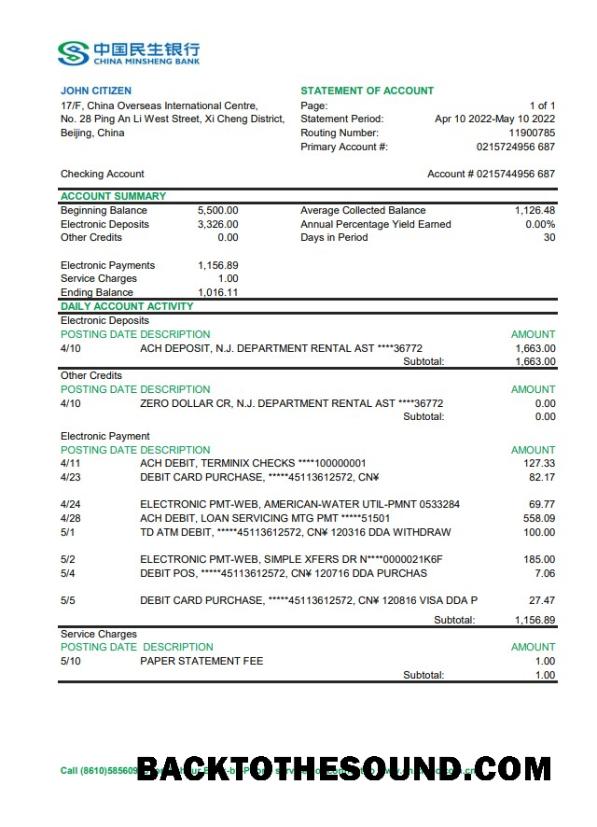 中国民生银行
CHINA MINSHENG BANK
JOHN CITIZEN
17/F, China Overseas International Centre,
No. 28 Ping An Li West Street, Xi Cheng District,
Beijing, China
STATEMENT OF ACCOUNT
Page: 1 of 1
Statement Period: Apr 10 2022-May 10 2022
Routing Number: 11900785
Primary Account #: 0215724956 687
Checking Account Account # 0215744956 687
ACCOUNT SUMMARY
Beginning Balance 5,500.00 Average Collected Balance 1,126.48
Electronic Deposits 3,326.00 Annual Percentage Yield Earned 0.00%
Other Credits 0.00 Days in Period 30
Electronic Payments 1,156.89
Service Charges 1.00
Ending Balance 1,016.11
DAILY ACCOUNT ACTIVITY
Electronic Deposits
POSTING DATE DESCRIPTION AMOUNT
4/10 ACH DEPOSIT, N.J. DEPARTMENT RENTAL AST ****36772 1,663.00
Subtotal: 1,663.00
Other Credits
POSTING DATE DESCRIPTION AMOUNT
4/10 ZERO DOLLAR CR, N.J. DEPARTMENT RENTAL AST ****36772 0.00
Subtotal: 0.00
Electronic Payment
POSTING DATE DESCRIPTION AMOUNT
4/11 ACH DEBIT, TERMINIX CHECKS ****100000001 127.33
4/23 DEBIT CARD PURCHASE, *****45113612572, CN¥ 82.17
4/24 ELECTRONIC PMT-WEB, AMERICAN-WATER UTIL-PMNT 0533284 69.77
4/28 ACH DEBIT, LOAN SERVICING MTG PMT *****51501 558.09
5/1 TD ATM DEBIT, *****45113612572, CN¥ 120316 DDA WITHDRAW 100.00
5/2 ELECTRONIC PMT-WEB, SIMPLE XFERS DR N****0000021K6F 185.00
5/4 DEBIT POS, *****45113612572, CN¥ 120716 DDA PURCHAS 7.06
5/5 DEBIT CARD PURCHASE, *****45113612572, CN¥ 120816 VISA DDA P 27.47
Subtotal: 1,156.89
Service Charges
POSTING DATE DESCRIPTION AMOUNT
5/10 PAPER STATEMENT FEE 1.00
Subtotal: 1.00
Call
BACKTOTHESOUND.COM